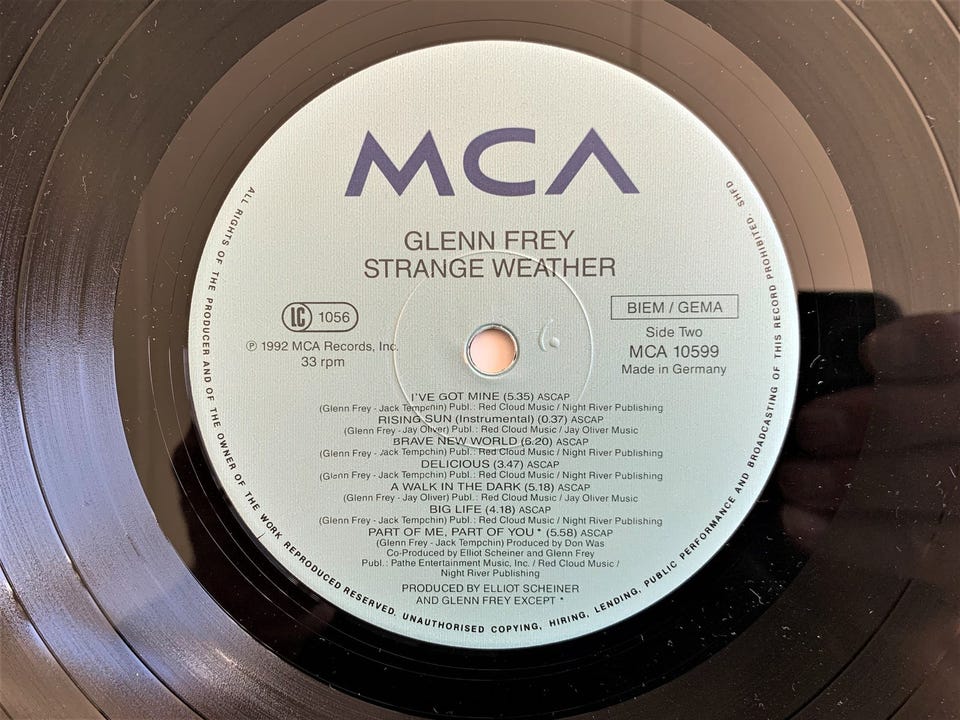 MCA
GLENN FREY
STRANGE WEATHER
LC 1056
℗ 1992 MCA Records, Inc.
33 rpm
BIEM / GEMA
Side Two
MCA 10599
Made in Germany
6
I'VE GOT MINE (5.35) ASCAP
(Glenn Frey - Jack Tempchin) Publ.: Red Cloud Music / Night River Publishing
RISING SUN (Instrumental) (0.37) ASCAP
(Glenn Frey - Jay Oliver) Publ.: Red Cloud Music / Jay Oliver Music
BRAVE NEW WORLD (6.20) ASCAP
(Glenn Frey - Jack Tempchin) Publ.: Red Cloud Music / Night River Publishing
DELICIOUS (3.47) ASCAP
(Glenn Frey - Jack Tempchin) Publ.: Red Cloud Music / Night River Publishing
A WALK IN THE DARK (5.18) ASCAP
(Glenn Frey - Jay Oliver) Publ.: Red Cloud Music / Jay Oliver Music
BIG LIFE (4.18) ASCAP
(Glenn Frey - Jack Tempchin) Publ.: Red Cloud Music / Night River Publishing
PART OF ME, PART OF YOU * (5.58) ASCAP
(Glenn Frey - Jack Tempchin) Produced by Don Was
Co-Produced by Elliot Scheiner and Glenn Frey
Publ.: Pathe Entertainment Music, Inc. / Red Cloud Music /
Night River Publishing
PRODUCED BY ELLIOT SCHEINER
AND GLENN FREY EXCEPT *
ALL RIGHTS OF THE PRODUCER AND OF THE OWNER OF THE WORK REPRODUCED RESERVED. UNAUTHORISED COPYING, HIRING, LENDING, PUBLIC PERFORMANCE AND BROADCASTING OF THIS RECORD PROHIBITED. SHFD